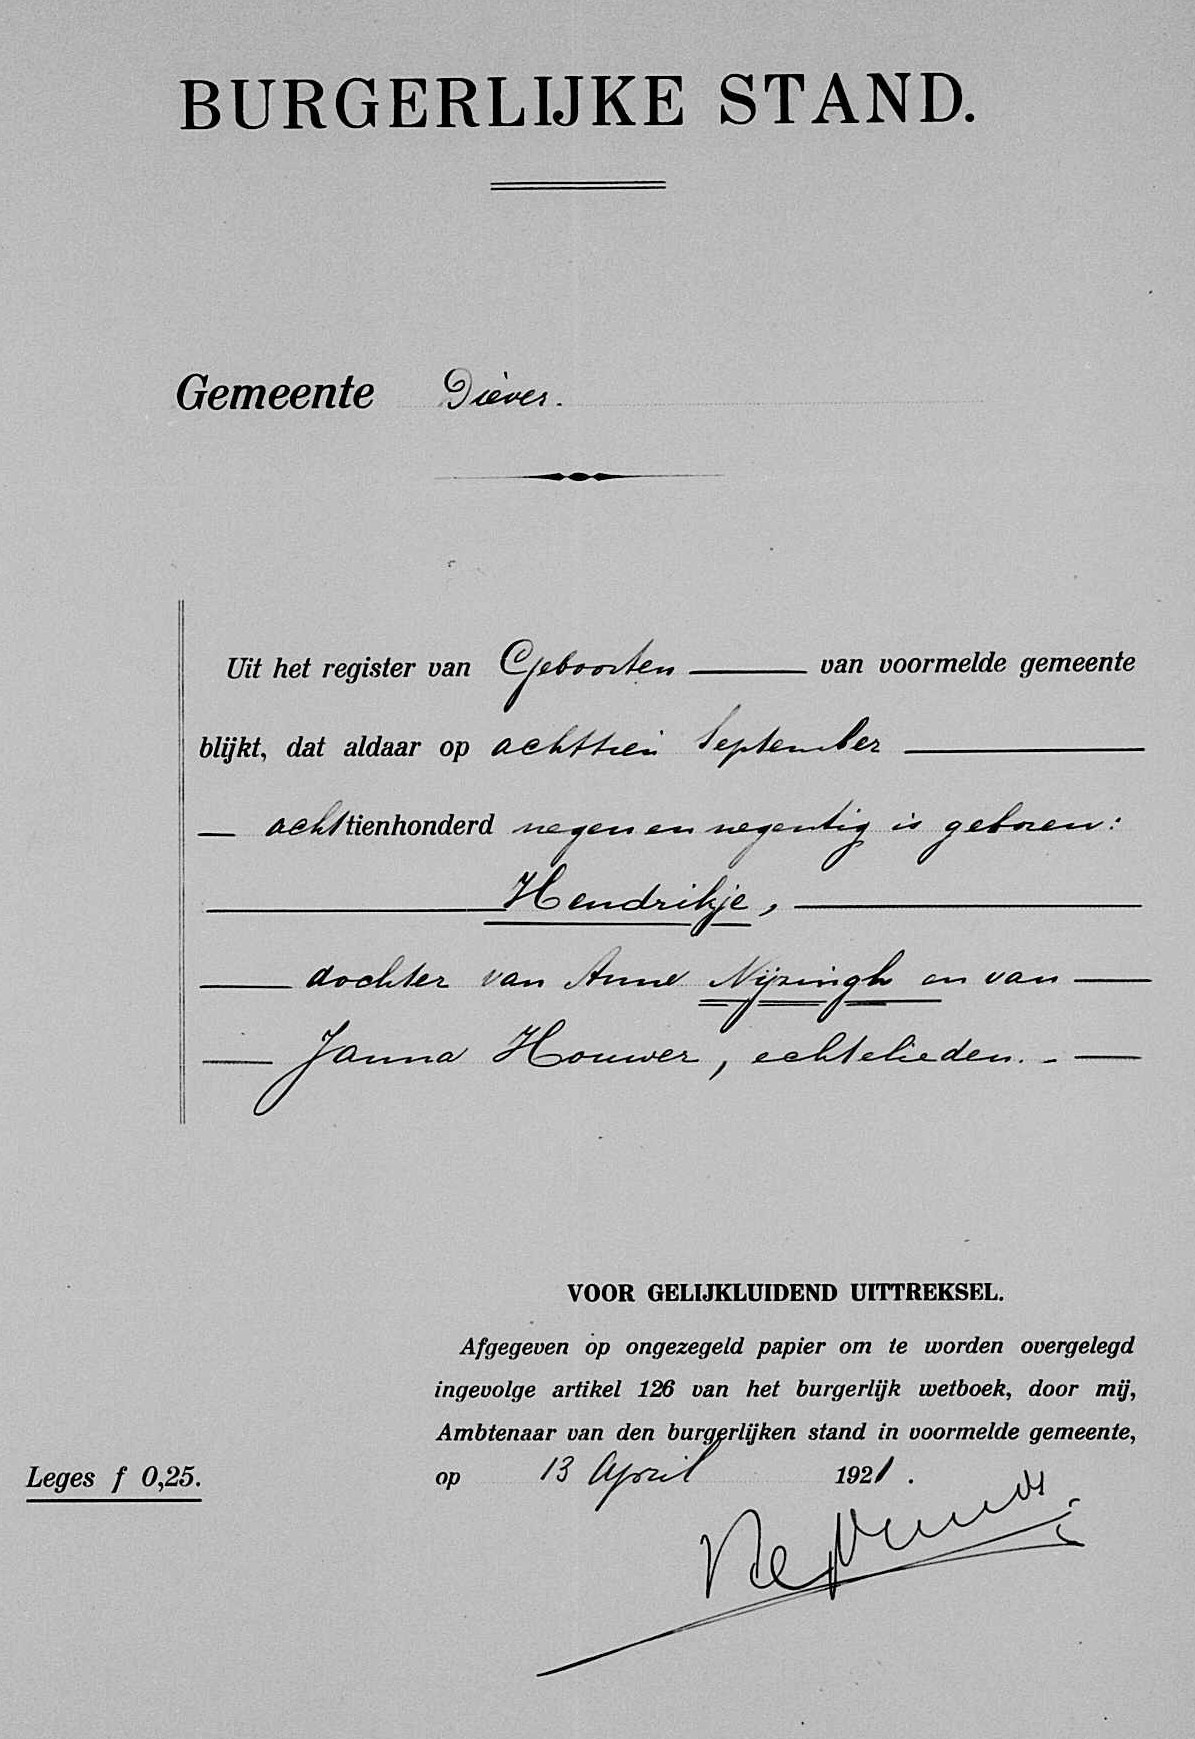 BURGERLIJKE STAND.
Gemeente Diever.
Uit het register van Geboorten van voormelde gemeente
blijkt, dat aldaar op achttien September
achttienhonderd negen en negentig is geboren:
Hendrikje,
dochter van Anne Nijzingh en van
Janna Houwer, echtelieden.
VOOR GELIJKLUIDEND UITTREKSEL.
Afgegeven op ongezegeld papier om te worden overgelegd
ingevolge artikel 126 van het burgerlijk wetboek, door mij,
Ambtenaar van den burgerlijken stand in voormelde gemeente,
Leges f 0,25.
op 13 April 1921.